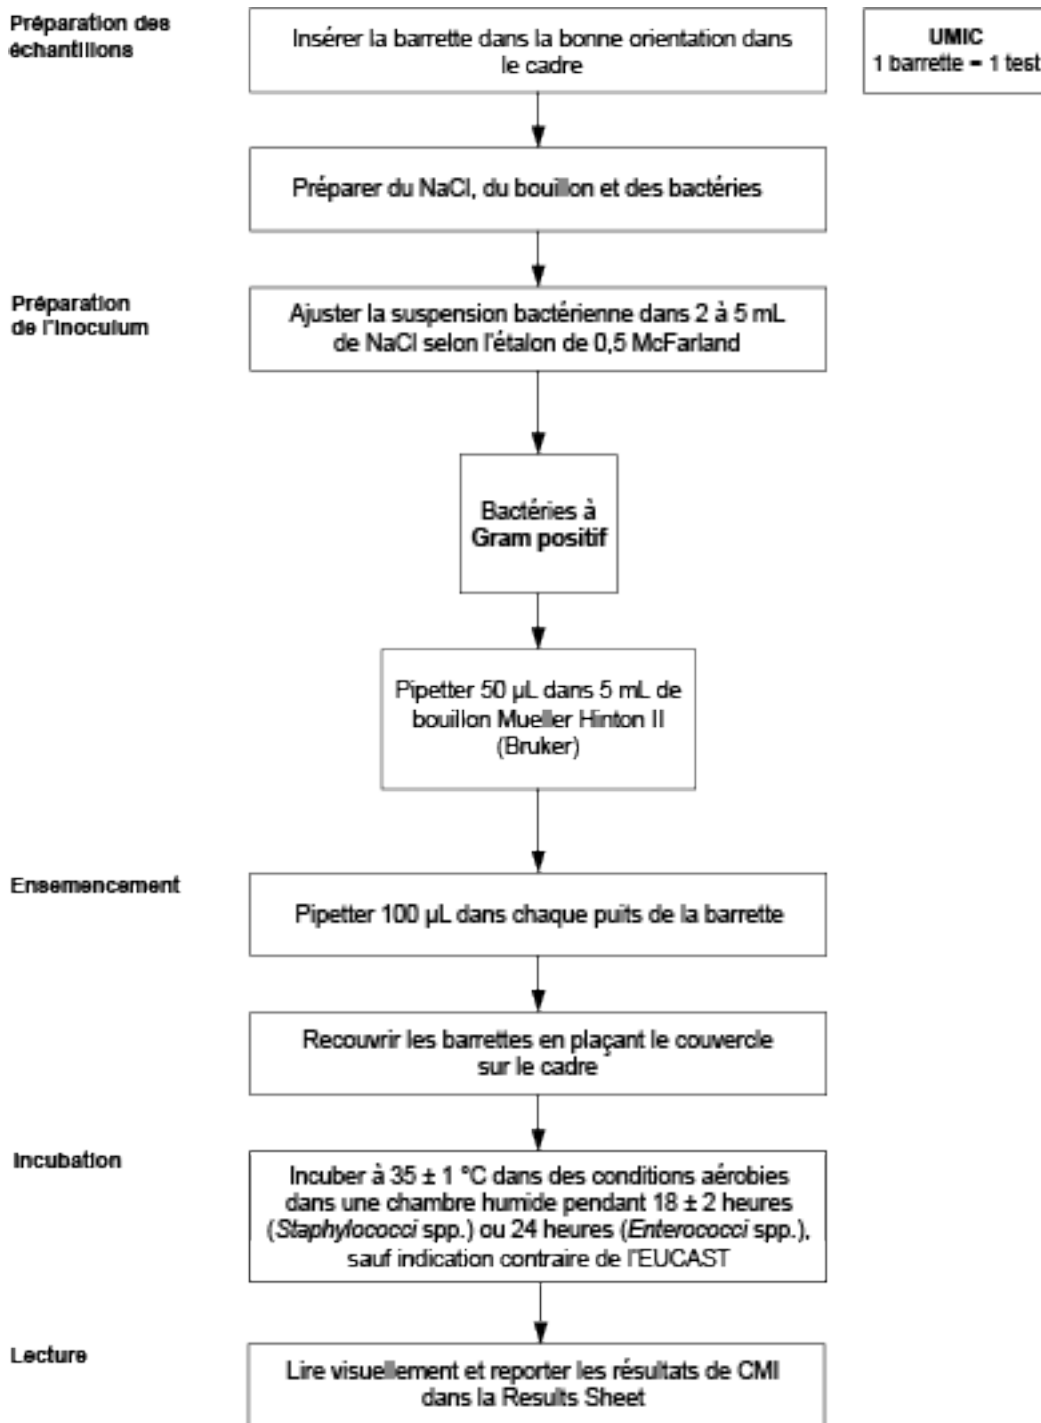 Préparation des
échantillons
Insérer la barrette dans la bonne orientation dans
le cadre
UMIC
1 barrette = 1 test
Préparer du NaCl, du bouillon et des bactéries
Préparation
de l'inoculum
Ajuster la suspension bactérienne dans 2 à 5 mL
de NaCl selon l'étalon de 0,5 McFarland
Bactéries à
Gram positif
Pipetter 50 µL dans 5 mL de
bouillon Mueller Hinton II
(Bruker)
Ensemencement
Pipetter 100 µL dans chaque puits de la barrette
Recouvrir les barrettes en plaçant le couvercle
sur le cadre
Incubation
Incuber à 35 ± 1 °C dans des conditions aérobies
dans une chambre humide pendant 18 ± 2 heures
(Staphylococci spp.) ou 24 heures (Enterococci spp.),
sauf indication contraire de l'EUCAST
Lecture
Lire visuellement et reporter les résultats de CMI
dans la Results Sheet